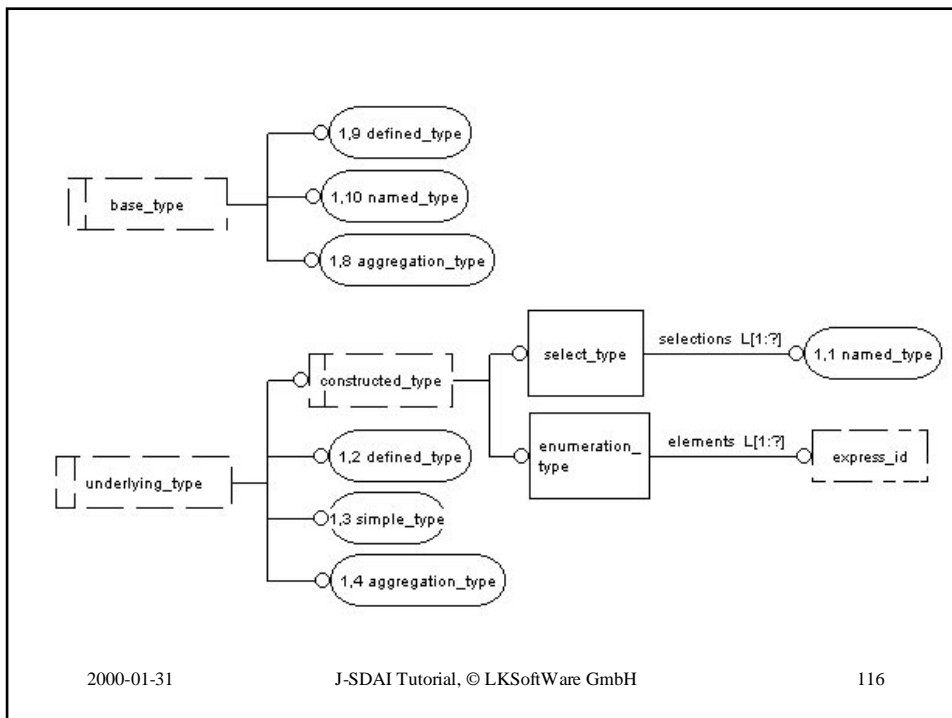 1,9 defined_type
base_type
1,10 named_type
1,8 aggregation_type
select_type
selections L[1:?]
1,1 named_type
constructed_type
enumeration_
type
elements L[1:?]
express_id
underlying_type
1,2 defined_type
1,3 simple_type
1,4 aggregation_type
2000-01-31 J-SDAI Tutorial, © LKSoftWare GmbH 116